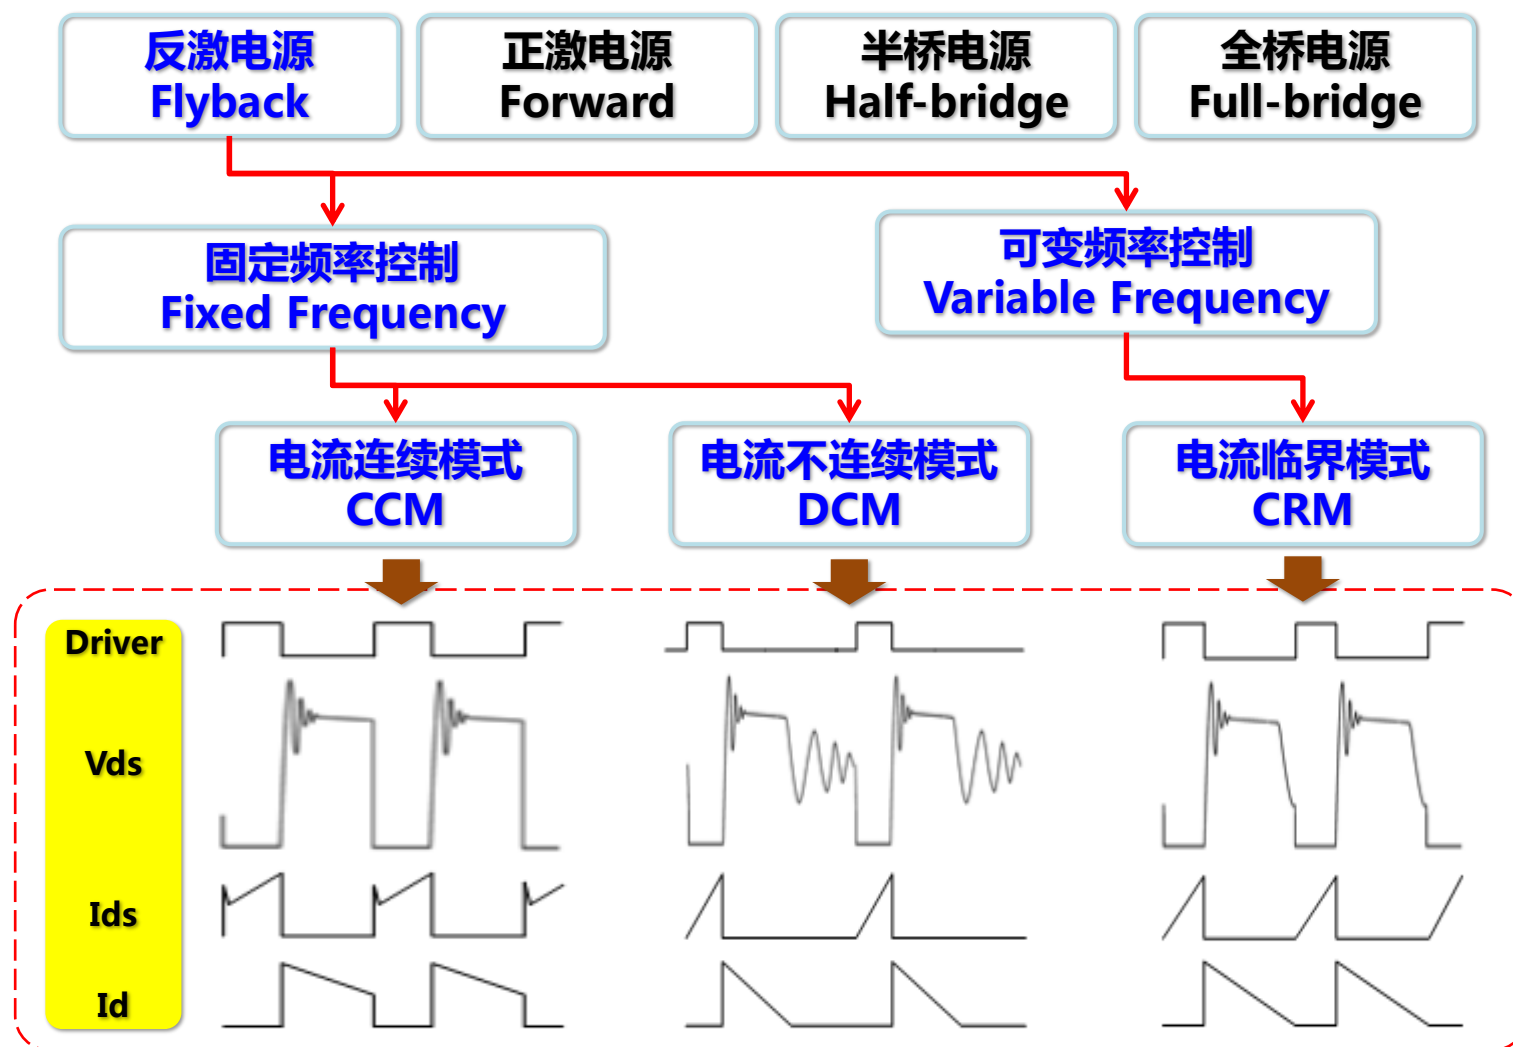 反激电源
Flyback
正激电源
Forward
半桥电源
Half-bridge
全桥电源
Full-bridge
固定频率控制
Fixed Frequency
可变频率控制
Variable Frequency
电流连续模式
CCM
电流不连续模式
DCM
电流临界模式
CRM
Driver
Vds
Ids
Id